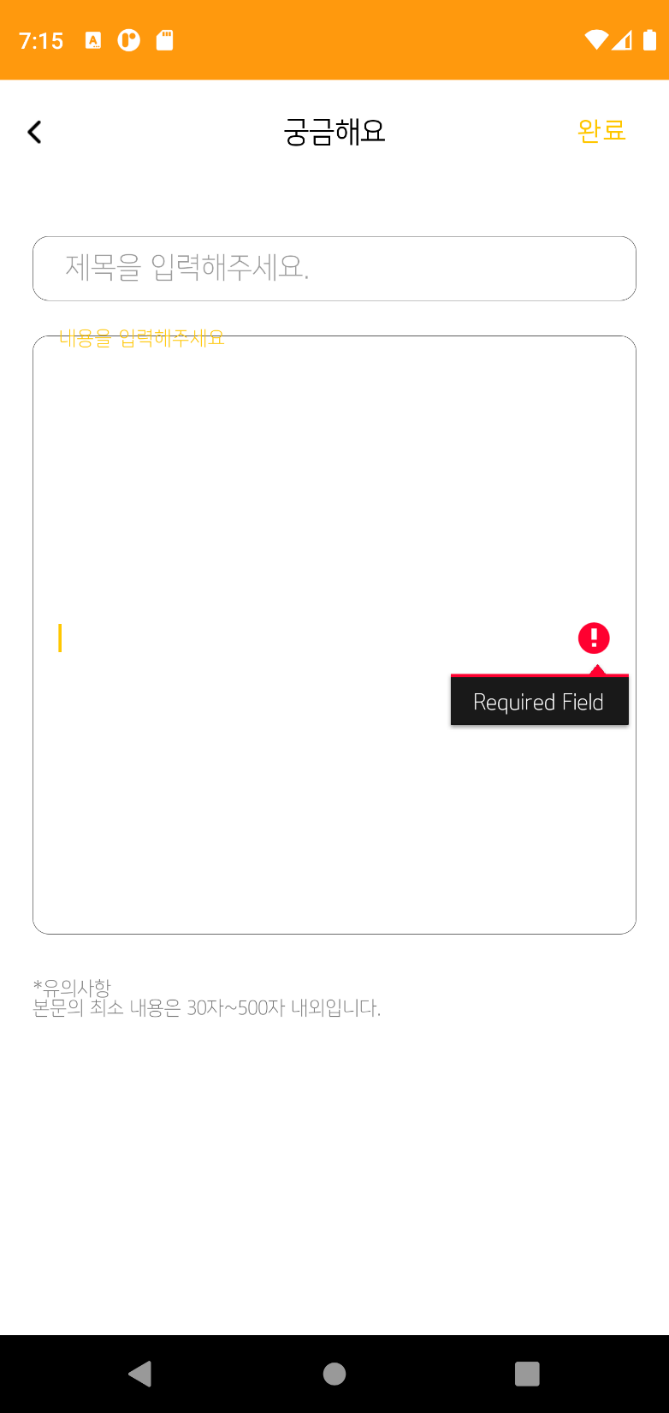 7:15
궁금해요
완료
제목을 입력해주세요.
내용을 입력해주세요
Required Field
*유의사항
본문의 최소 내용은 30자~500자 내외입니다.